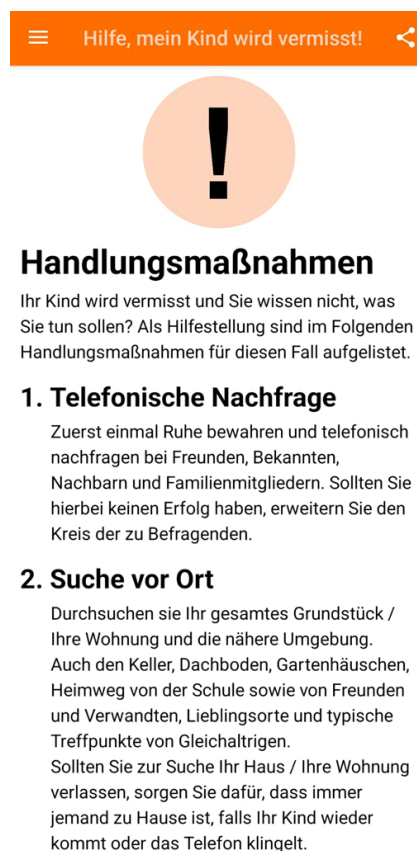 Hilfe, mein Kind wird vermisst!
!
Handlungsmaßnahmen
Ihr Kind wird vermisst und Sie wissen nicht, was
Sie tun sollen? Als Hilfestellung sind im Folgenden
Handlungsmaßnahmen für diesen Fall aufgelistet.
1. Telefonische Nachfrage
Zuerst einmal Ruhe bewahren und telefonisch
nachfragen bei Freunden, Bekannten,
Nachbarn und Familienmitgliedern. Sollten Sie
hierbei keinen Erfolg haben, erweitern Sie den
Kreis der zu Befragenden.
2. Suche vor Ort
Durchsuchen sie Ihr gesamtes Grundstück /
Ihre Wohnung und die nähere Umgebung.
Auch den Keller, Dachboden, Gartenhäuschen,
Heimweg von der Schule sowie von Freunden
und Verwandten, Lieblingsorte und typische
Treffpunkte von Gleichaltrigen.
Sollten Sie zur Suche Ihr Haus / Ihre Wohnung
verlassen, sorgen Sie dafür, dass immer
jemand zu Hause ist, falls Ihr Kind wieder
kommt oder das Telefon klingelt.